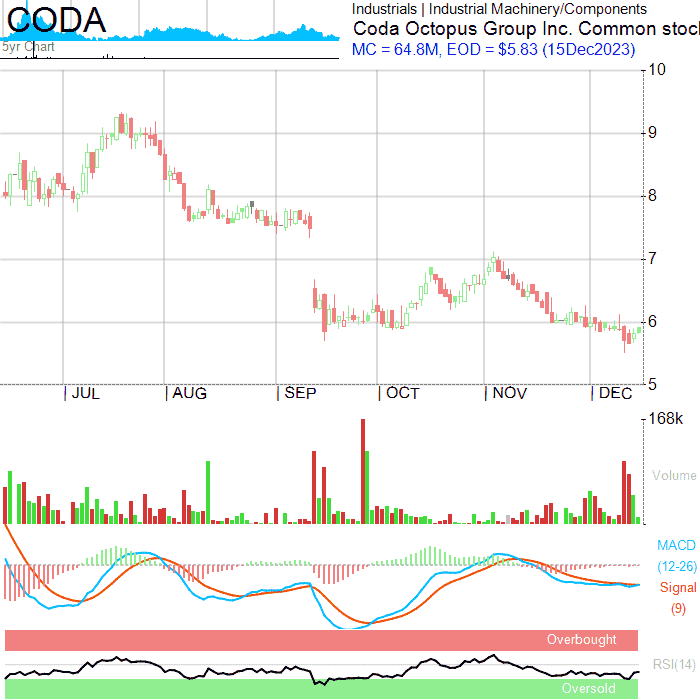 CODA
Industrials | Industrial Machinery/Components
Coda Octopus Group Inc. Common stoc
MC = 64.8M, EOD = $5.83 (15Dec2023)
5yr Chart
10
9
8
7
6
5
JUL
AUG
SEP
OCT
NOV
DEC
168k
Volume
MACD
(12-26)
Signal
(9)
Overbought
RSI(14)
Oversold